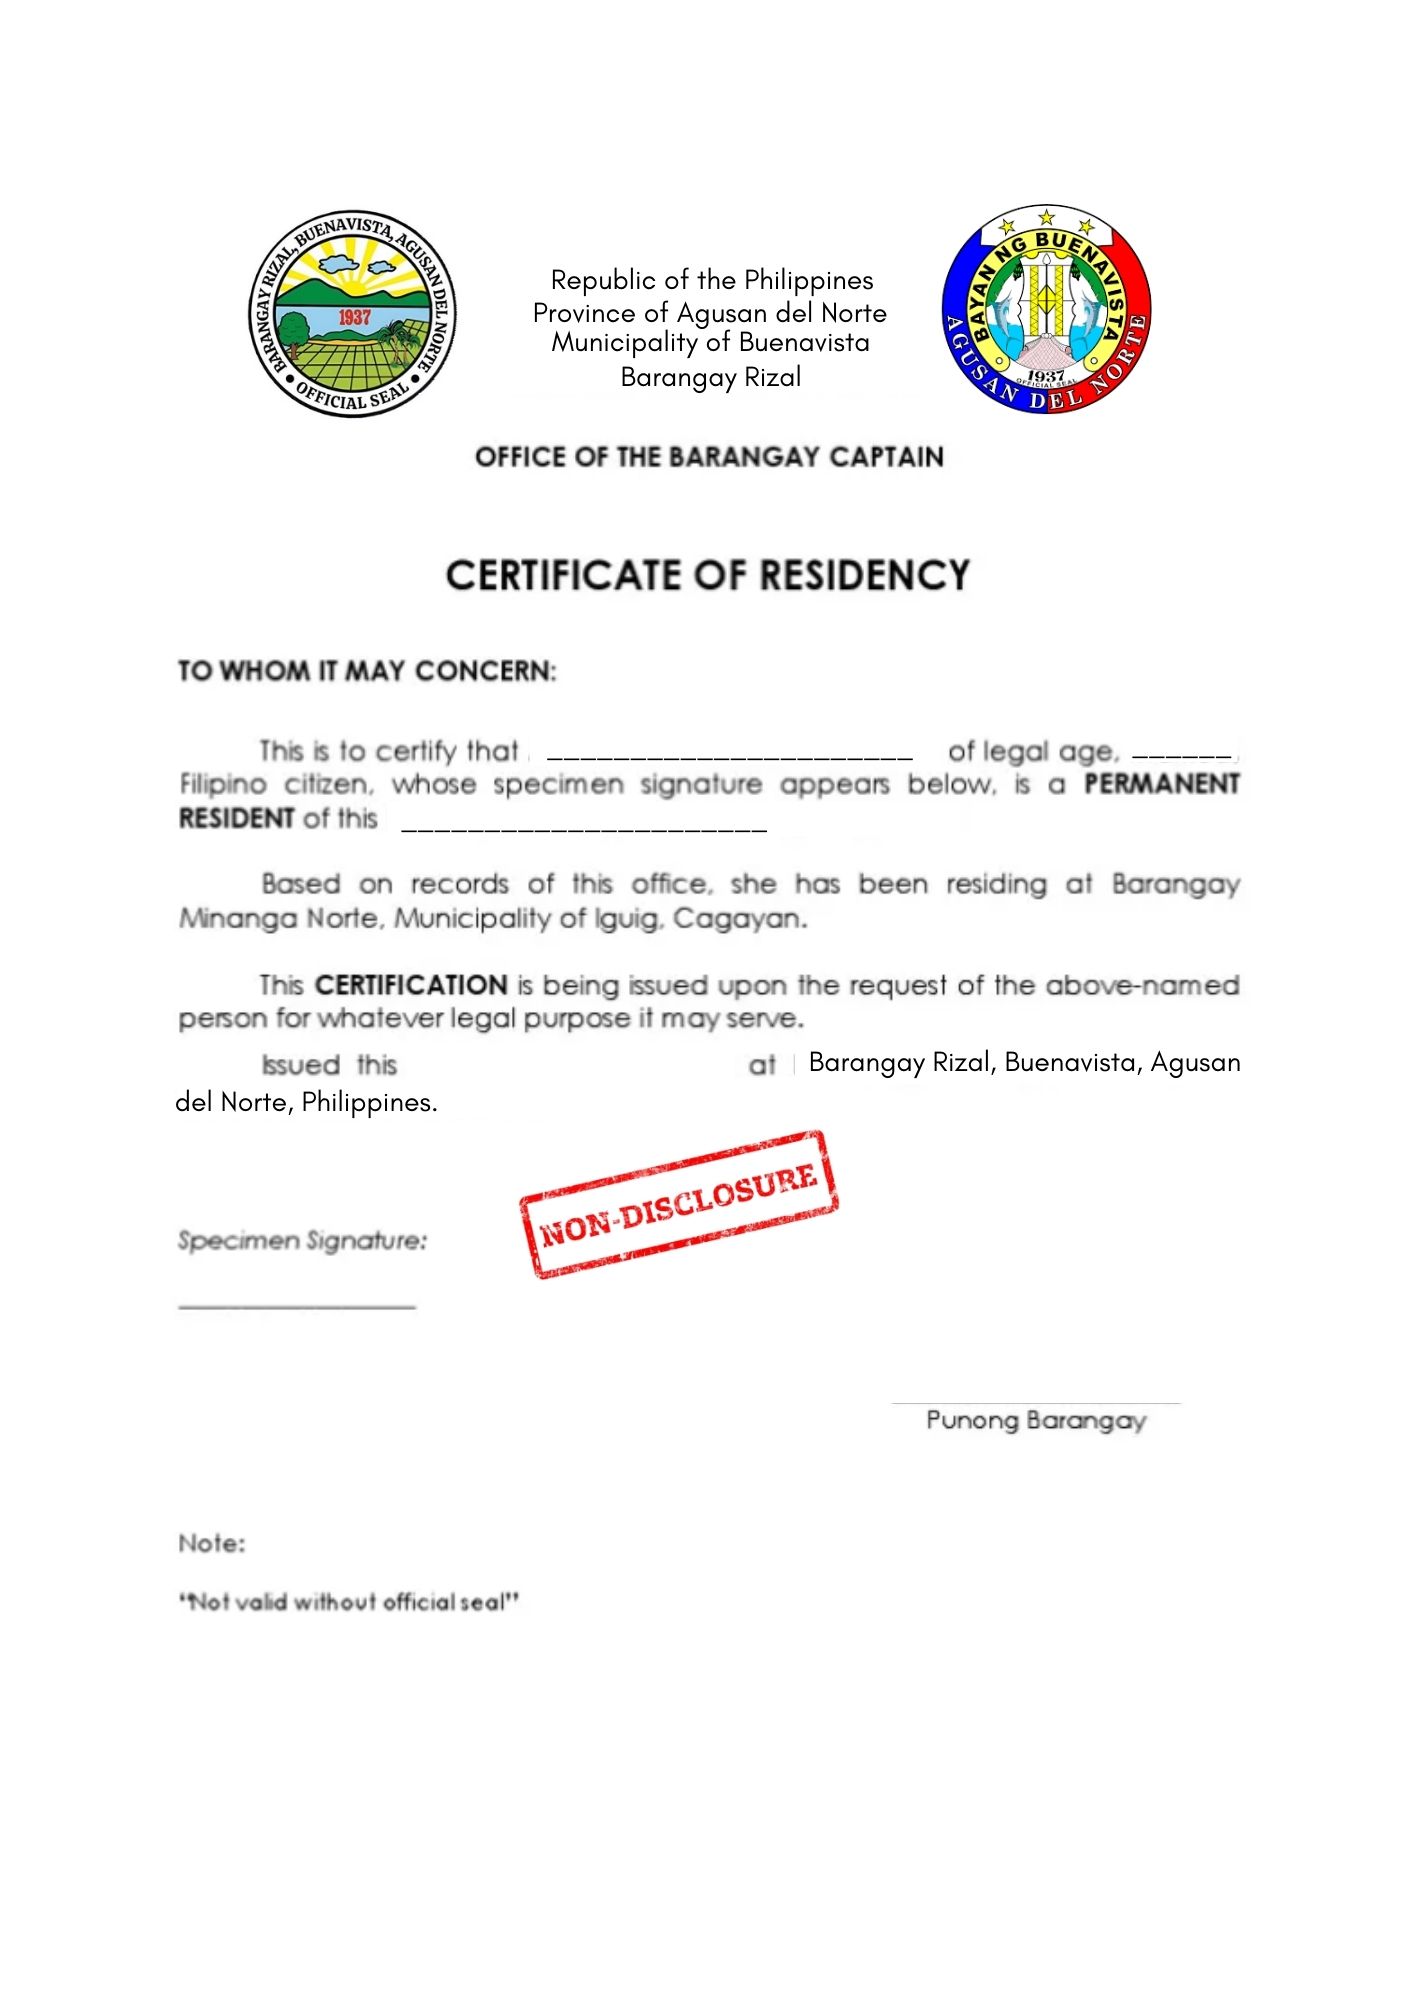 BARANGAY RIZAL, BUENAVISTA, AGUSAN DEL NORTE
1937
• OFFICIAL SEAL •
Republic of the Philippines
Province of Agusan del Norte
Municipality of Buenavista
Barangay Rizal
BAYAN NG BUENAVISTA
1937
OFFICIAL SEAL
AGUSAN DEL NORTE
OFFICE OF THE BARANGAY CAPTAIN
CERTIFICATE OF RESIDENCY
TO WHOM IT MAY CONCERN:
This is to certify that ______________________ of legal age, ______,
Filipino citizen, whose specimen signature appears below, is a PERMANENT
RESIDENT of this ______________________
Based on records of this office, she has been residing at Barangay
Minanga Norte, Municipality of Iguig, Cagayan.
This CERTIFICATION is being issued upon the request of the above-named
person for whatever legal purpose it may serve.
Issued this at Barangay Rizal, Buenavista, Agusan
del Norte, Philippines.
NON-DISCLOSURE
Specimen Signature:
__________________
Punong Barangay
Note:
"Not valid without official seal"